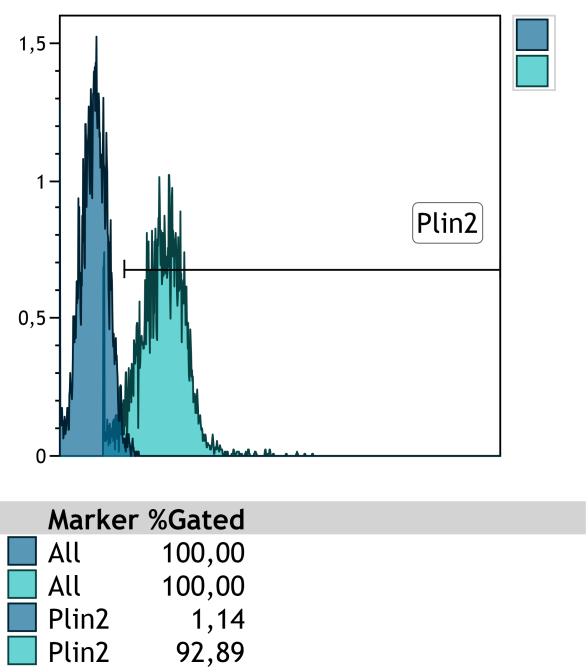 1,5
1
0,5
0
Plin2
Marker %Gated
All 100,00
All 100,00
Plin2 1,14
Plin2 92,89